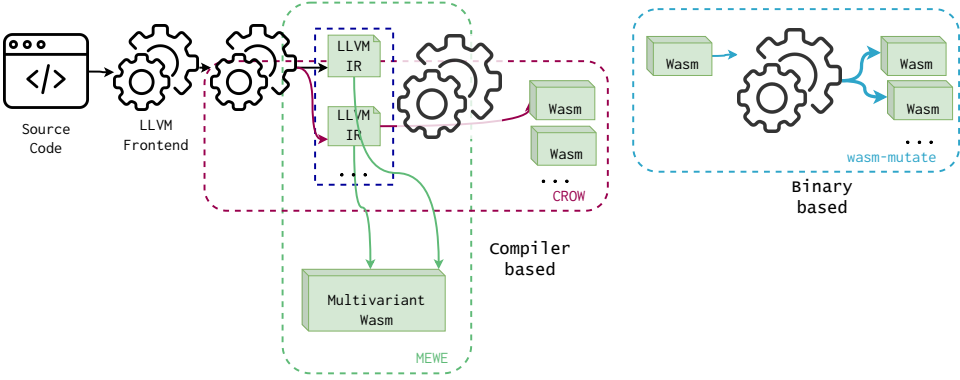 Source
Code
</>
LLVM
Frontend
LLVM
IR
LLVM
IR
...
Wasm
Wasm
...
CROW
Multivariant
Wasm
MEWE
Compiler
based
Wasm
Wasm
Wasm
...
wasm-mutate
Binary
based